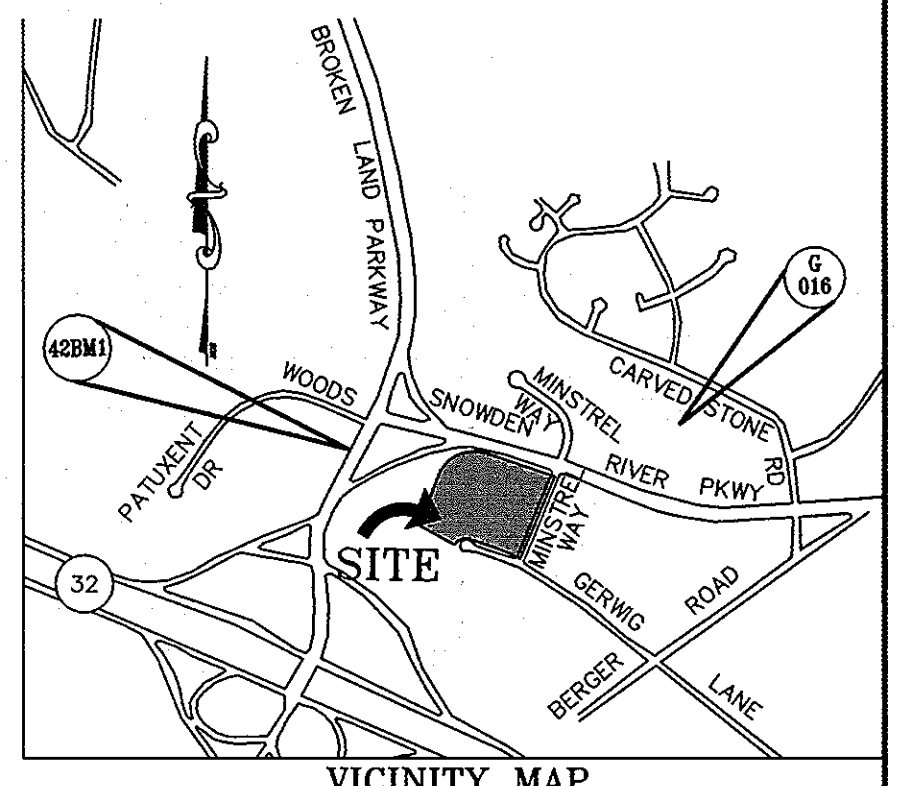 BROKEN LAND PARKWAY
G
016
42BM1
WOODS
PATUXENT
DR
SNOWDEN
MINSTREL
WAY
CARVED STONE
RD
RIVER PKWY
MINSTREL
WAY
SITE
32
GERWIG
LANE
BERGER
ROAD
VICINITY MAP